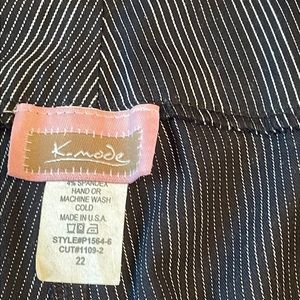 K.mode
4% SPANDEX
HAND OR
MACHINE WASH
COLD
MADE IN U.S.A.
STYLE#P1564-6
CUT#1109-2
22